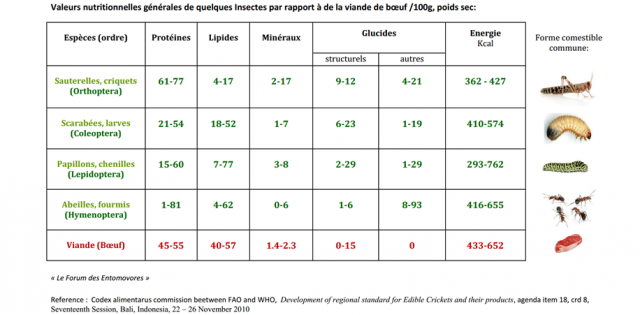 Valeurs nutritionnelles générales de quelques Insectes par rapport à de la viande de bœuf /100g, poids sec:
Espèces (ordre) Protéines Lipides Minéraux Glucides Energie
Kcal
structurels autres
Forme comestible
commune:
Sauterelles, criquets
(Orthoptera) 61-77 4-17 2-17 9-12 4-21 362 - 427
Scarabées, larves
(Coleoptera) 21-54 18-52 1-7 6-23 1-19 410-574
Papillons, chenilles
(Lepidoptera) 15-60 7-77 3-8 2-29 1-29 293-762
Abeilles, fourmis
(Hymenoptera) 1-81 4-62 0-6 1-6 8-93 416-655
Viande (Bœuf) 45-55 40-57 1.4-2.3 0-15 0 433-652
« Le Forum des Entomovores »
Reference : Codex alimentarus commission beetween FAO and WHO, Development of regional standard for Edible Crickets and their products, agenda item 18, crd 8,
Seventeenth Session, Bali, Indonesia, 22 – 26 November 2010